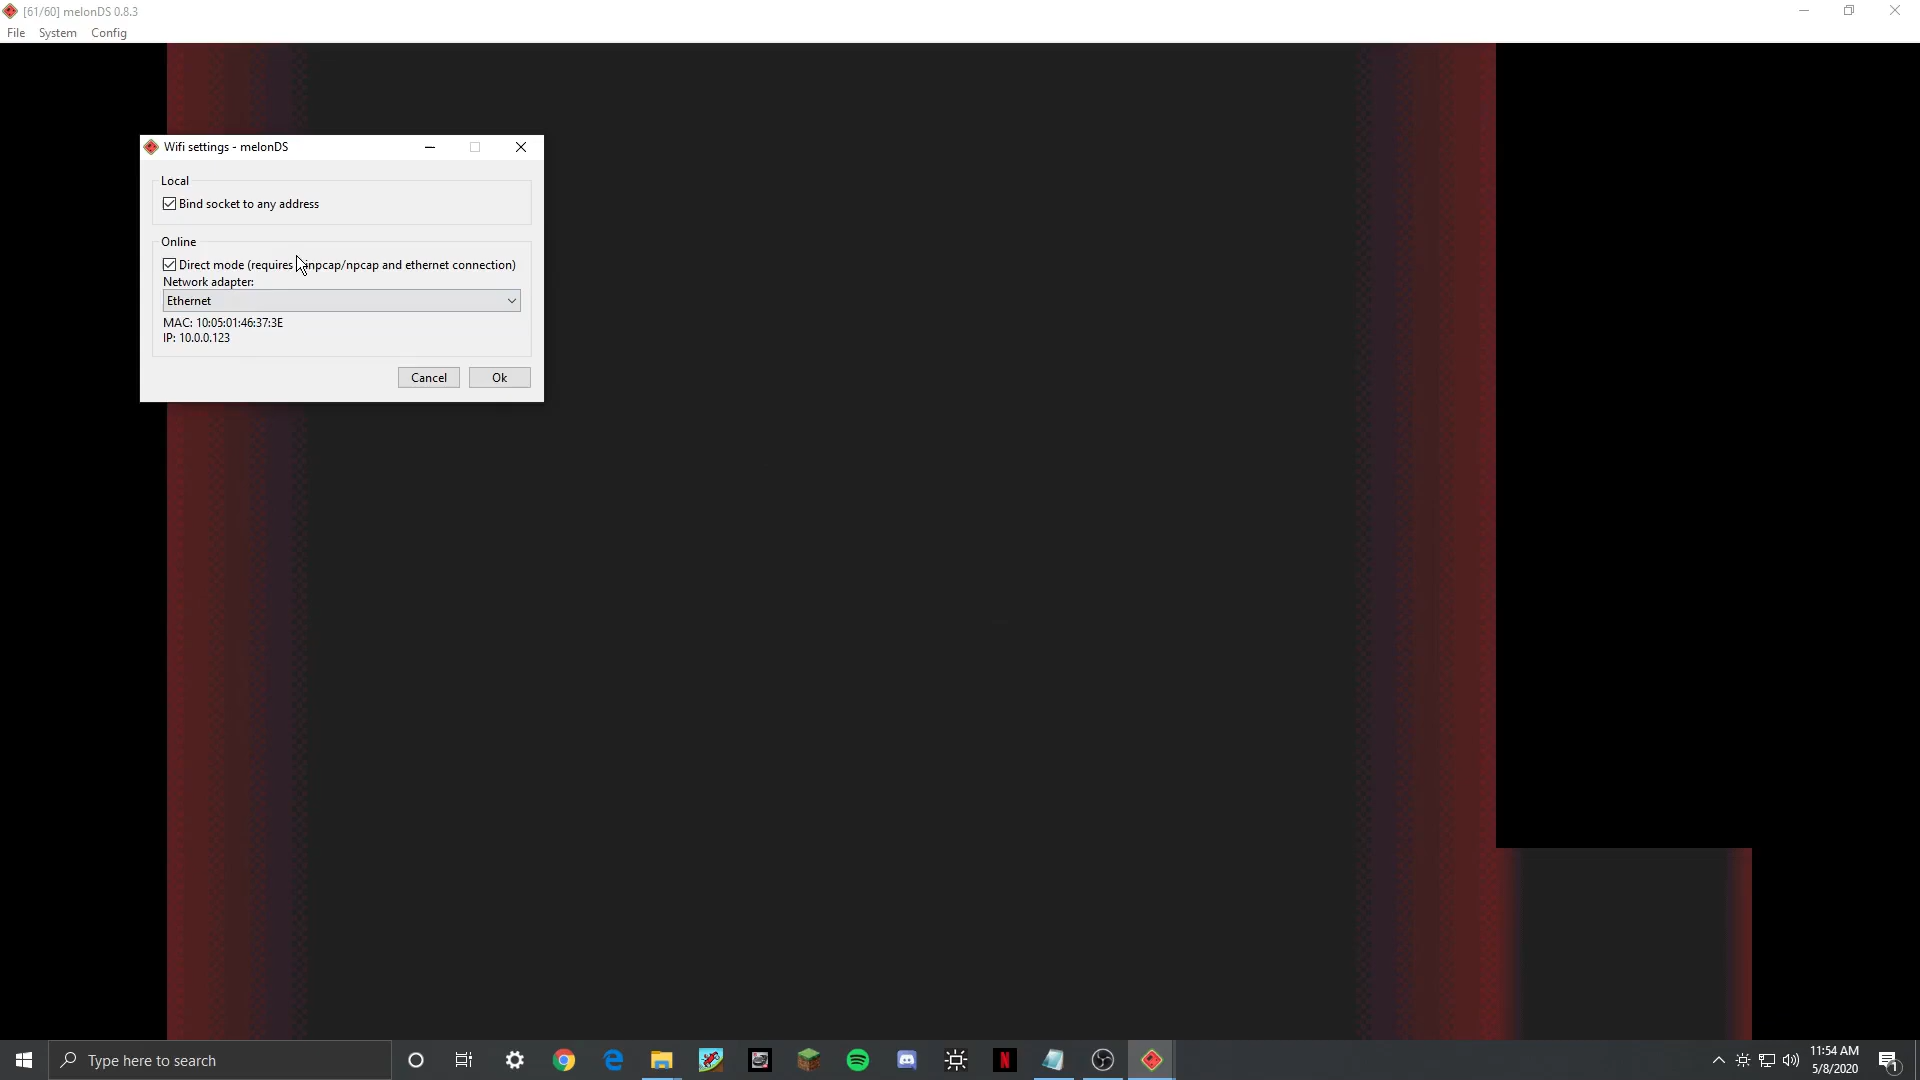 [61/60] melonDS 0.8.3
File System Config
Wifi settings - melonDS
Local
Bind socket to any address
Online
Direct mode (requires npcap/npcap and ethernet connection)
Network adapter:
Ethernet
MAC: 10:05:01:46:37:3E
IP: 10.0.0.123
Cancel Ok
Type here to search
N
11:54 AM
5/8/2020
1